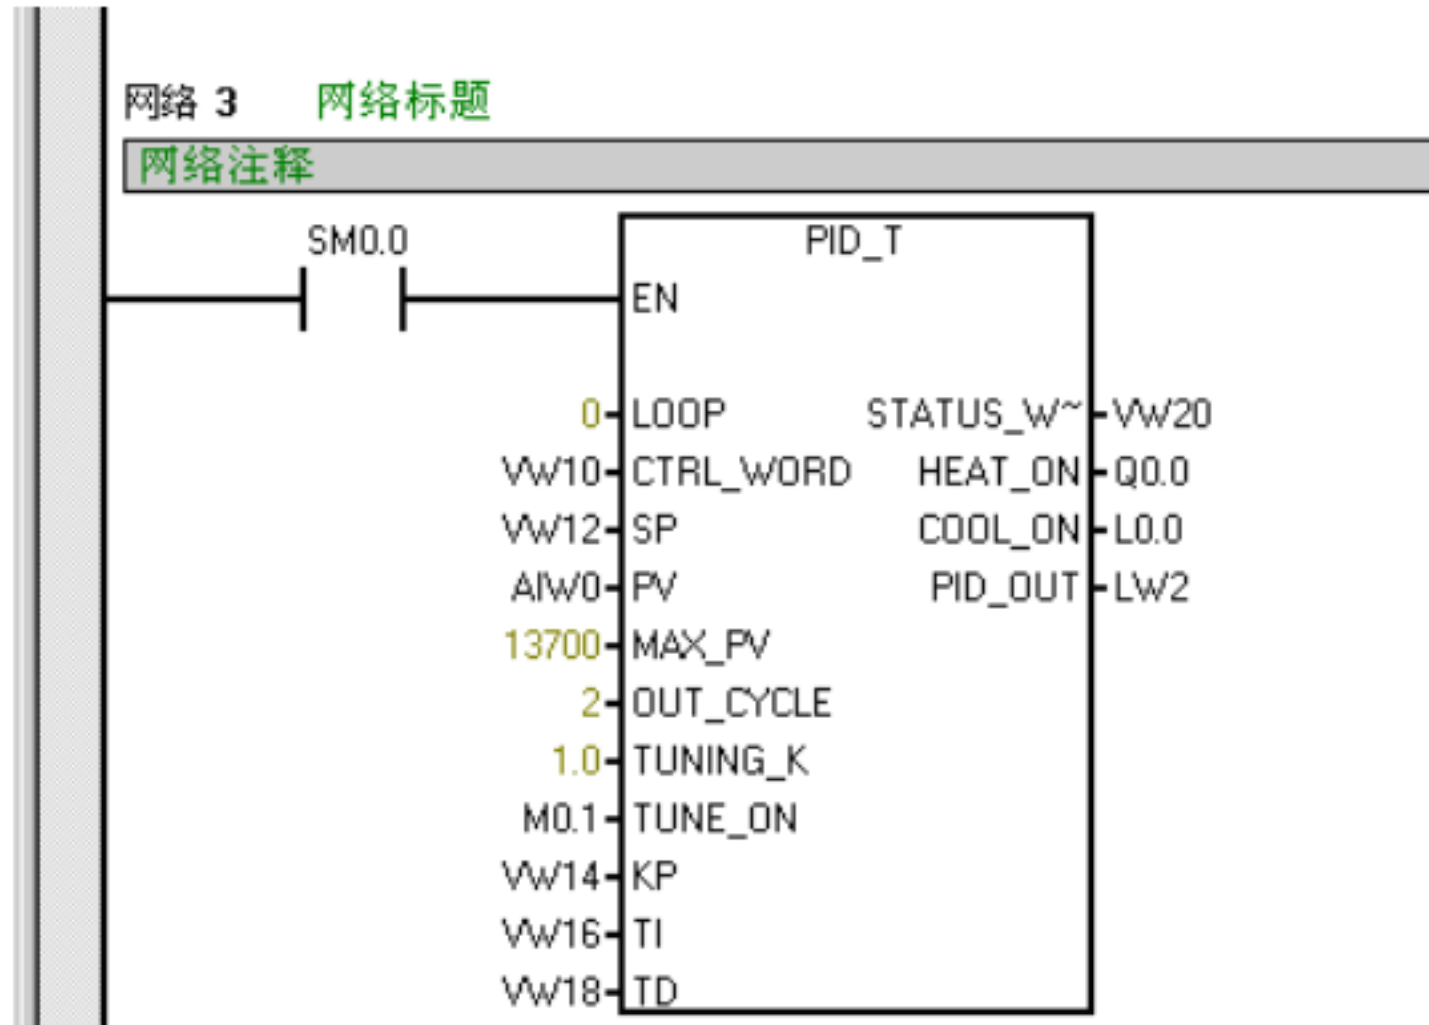 网络 3 网络标题
网络注释
SM0.0 PID_T
EN
0 LOOP STATUS_W~ VW20
VW10 CTRL_WORD HEAT_ON Q0.0
VW12 SP COOL_ON L0.0
AIW0 PV PID_OUT LW2
13700 MAX_PV
2 OUT_CYCLE
1.0 TUNING_K
M0.1 TUNE_ON
VW14 KP
VW16 TI
VW18 TD